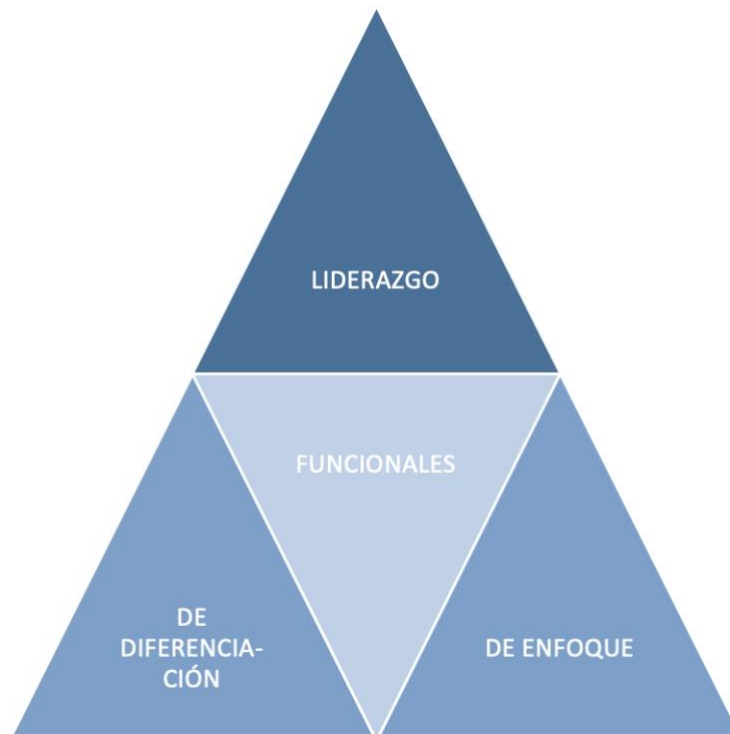 LIDERAZGO
FUNCIONALES
DE
DIFERENCIA-
CIÓN
DE ENFOQUE